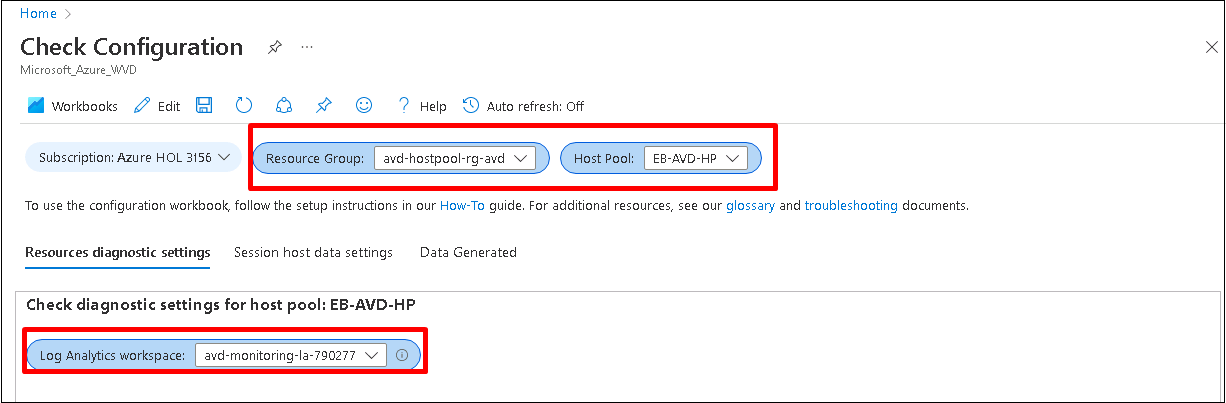 Home
Check Configuration
Microsoft_Azure_WVD
Workbooks Edit Help Auto refresh: Off
Subscription: Azure HOL 3156 Resource Group: avd-hostpool-rg-avd Host Pool: EB-AVD-HP
To use the configuration workbook, follow the setup instructions in our How-To guide. For additional resources, see our glossary and troubleshooting documents.
Resources diagnostic settings Session host data settings Data Generated
Check diagnostic settings for host pool: EB-AVD-HP
Log Analytics workspace: avd-monitoring-la-790277